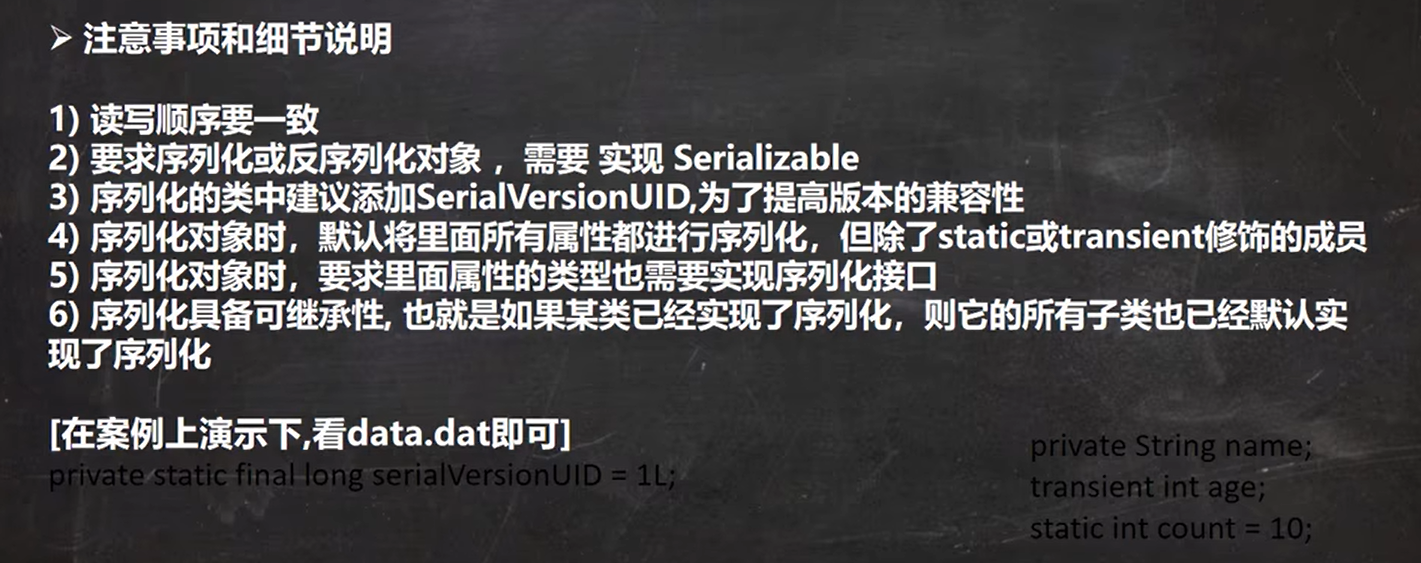 ➢ 注意事项和细节说明
1) 读写顺序要一致
2) 要求序列化或反序列化对象 ，需要 实现 Serializable
3) 序列化的类中建议添加SerialVersionUID,为了提高版本的兼容性
4) 序列化对象时，默认将里面所有属性都进行序列化，但除了static或transient修饰的成员
5) 序列化对象时，要求里面属性的类型也需要实现序列化接口
6) 序列化具备可继承性, 也就是如果某类已经实现了序列化，则它的所有子类也已经默认实
现了序列化
[在案例上演示下,看data.dat即可]
private static final long serialVersionUID = 1L;
private String name;
transient int age;
static int count = 10;